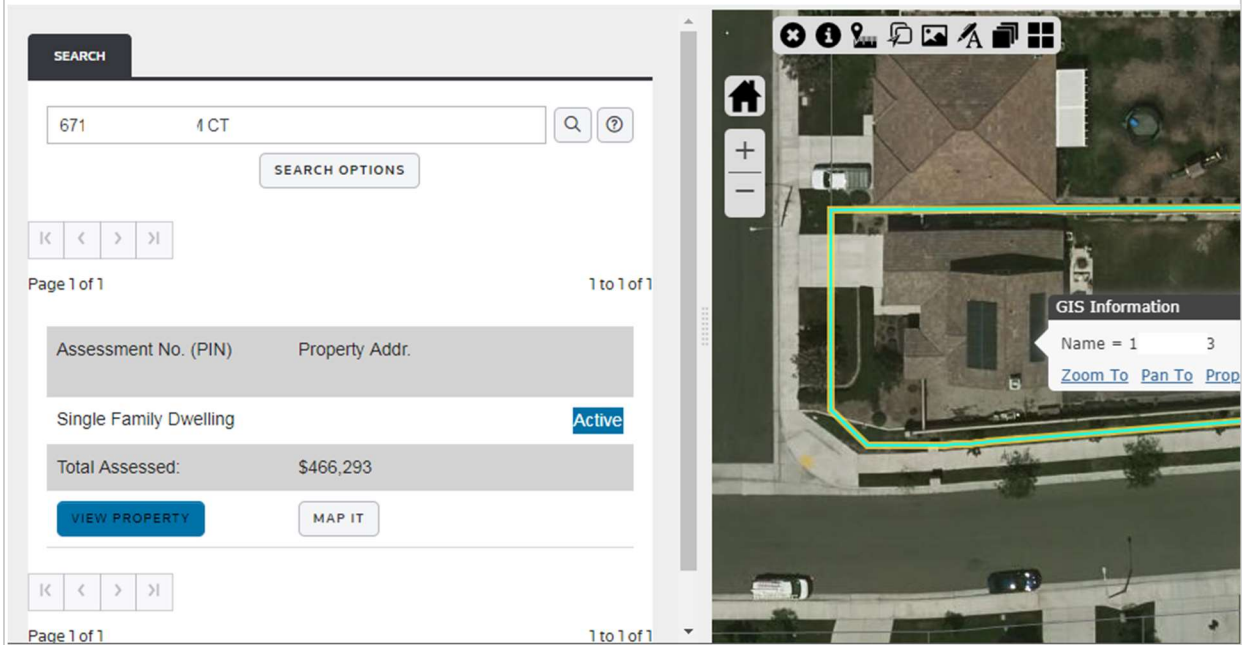 SEARCH
671 M CT
SEARCH OPTIONS
Page 1 of 1 1 to 1 of 1
Assessment No. (PIN) Property Addr.
Single Family Dwelling Active
Total Assessed: $466,293
VIEW PROPERTY MAP IT
Page 1 of 1 1 to 1 of 1
GIS Information
Name = 1 3
Zoom To Pan To Prop